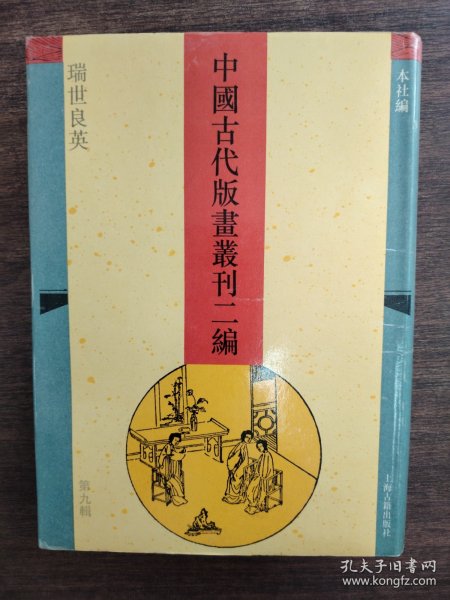 本社編
中國古代版畫叢刊二編
瑞世良英
第九輯
上海古籍出版社
孔夫子旧书网
www.kongfz.com